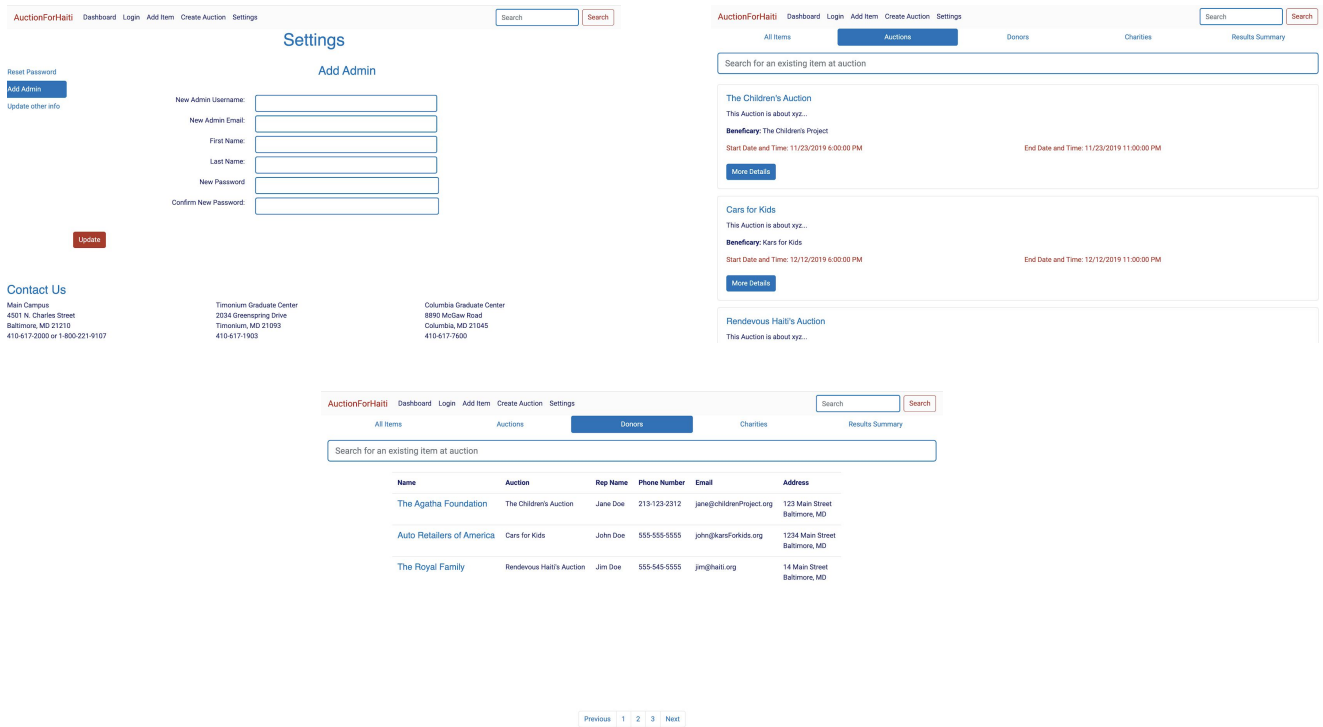 AuctionForHaiti Dashboard Login Add Item Create Auction Settings Search Search
Settings
Reset Password
Add Admin
Update other info
Add Admin
New Admin Username:
New Admin Email:
First Name:
Last Name:
New Password
Confirm New Password:
Update
Contact Us
Main Campus
4501 N. Charles Street
Baltimore, MD 21210
410-617-2000 or 1-800-221-9107
Timonium Graduate Center
2034 Greenspring Drive
Timonium, MD 21093
410-617-1903
Columbia Graduate Center
8890 McGaw Road
Columbia, MD 21045
410-617-7600
AuctionForHaiti Dashboard Login Add Item Create Auction Settings Search Search
All Items Auctions Donors Charities Results Summary
Search for an existing item at auction
The Children's Auction
This Auction is about xyz...
Beneficary: The Children's Project
Start Date and Time: 11/23/2019 6:00:00 PM End Date and Time: 11/23/2019 11:00:00 PM
More Details
Cars for Kids
This Auction is about xyz...
Beneficary: Kars for Kids
Start Date and Time: 12/12/2019 6:00:00 PM End Date and Time: 12/12/2019 11:00:00 PM
More Details
Rendevous Haiti's Auction
This Auction is about xyz...
AuctionForHaiti Dashboard Login Add Item Create Auction Settings Search Search
All Items Auctions Donors Charities Results Summary
Search for an existing item at auction
Name Auction Rep Name Phone Number Email Address
The Agatha Foundation The Children's Auction Jane Doe 213-123-2312 jane@childrenProject.org 123 Main Street
Baltimore, MD
Auto Retailers of America Cars for Kids John Doe 555-555-5555 john@karsForkids.org 1234 Main Street
Baltimore, MD
The Royal Family Rendevous Haiti's Auction Jim Doe 555-545-5555 jim@haiti.org 14 Main Street
Baltimore, MD
Previous 1 2 3 Next